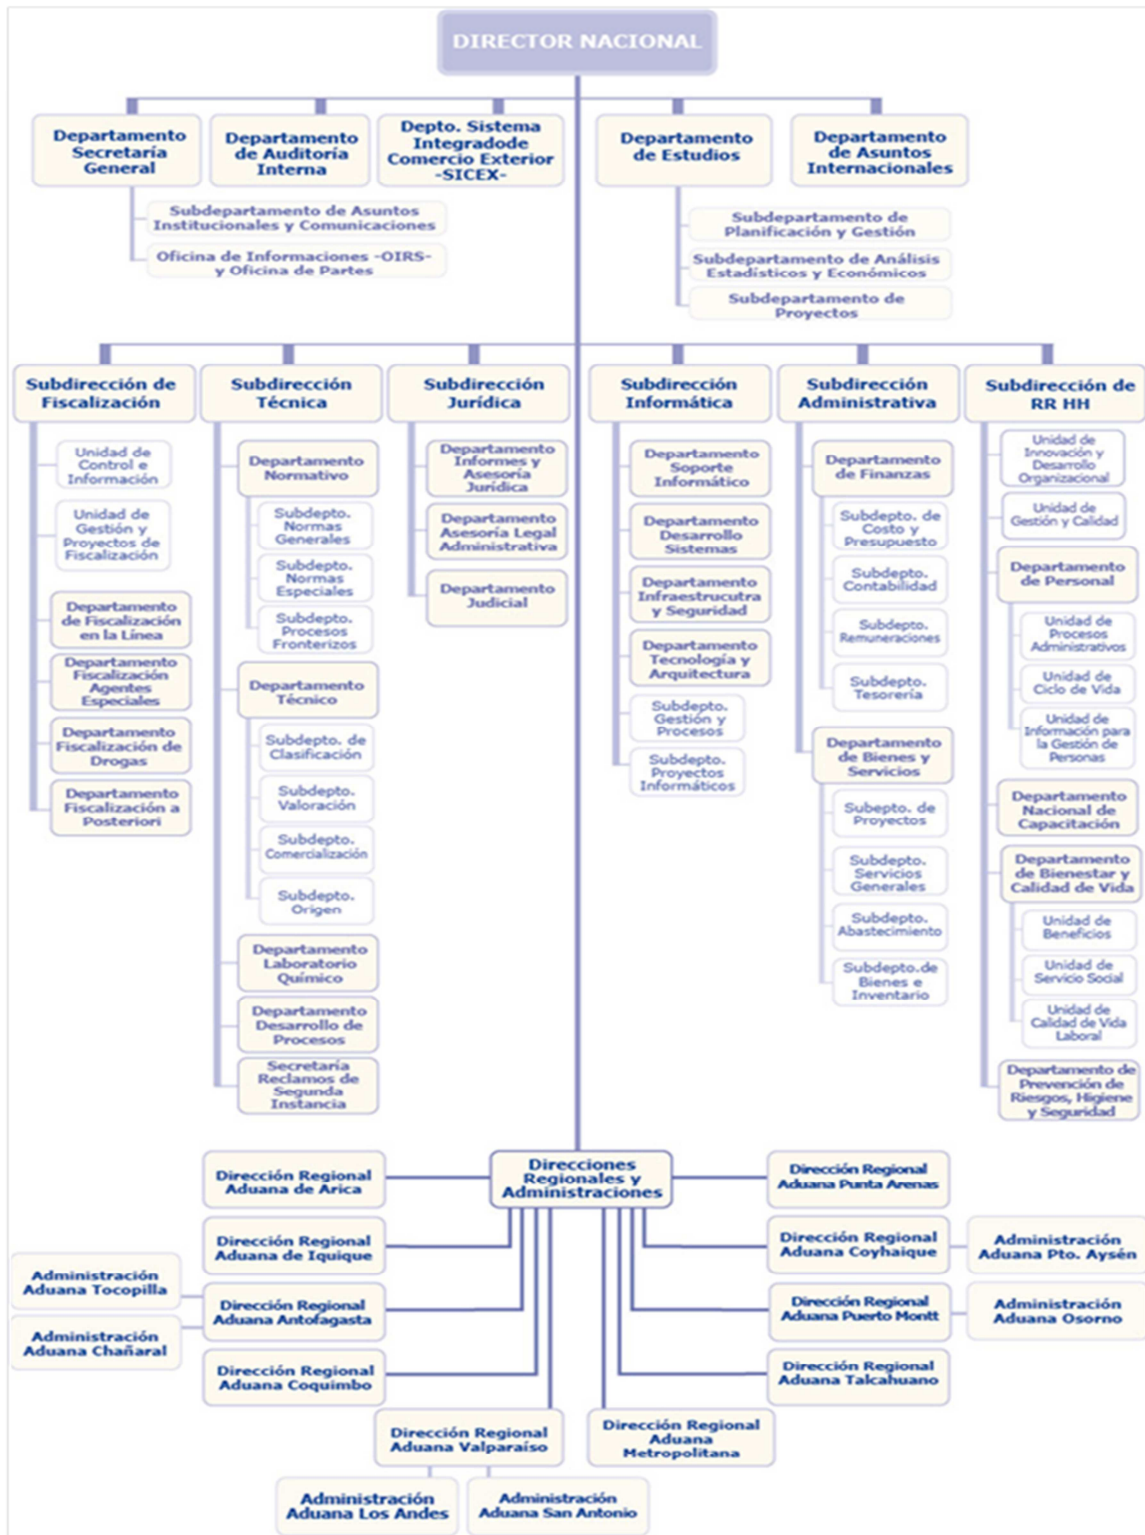 DIRECTOR NACIONAL
Departamento
Secretaría
General
Departamento
de Auditoría
Interna
Depto. Sistema
Integradode
Comercio Exterior
-SICEX-
Departamento
de Estudios
Departamento
de Asuntos
Internacionales
Subdepartamento de Asuntos
Institucionales y Comunicaciones
Oficina de Informaciones -OIRS-
y Oficina de Partes
Subdepartamento de
Planificación y Gestión
Subdepartamento de Análisis
Estadísticos y Económicos
Subdepartamento de
Proyectos
Subdirección de
Fiscalización
Unidad de
Control e
Información
Unidad de
Gestión y
Proyectos de
Fiscalización
Departamento
de Fiscalización
en la Línea
Departamento
Fiscalización
Agentes
Especiales
Departamento
Fiscalización de
Drogas
Departamento
Fiscalización a
Posteriori
Subdirección
Técnica
Departamento
Normativo
Subdepto.
Normas
Generales
Subdepto.
Normas
Especiales
Subdepto.
Procesos
Fronterizos
Departamento
Técnico
Subdepto. de
Clasificación
Subdepto.
Valoración
Subdepto.
Comercialización
Subdepto.
Origen
Departamento
Laboratorio
Químico
Departamento
Desarrollo de
Procesos
Secretaría
Reclamos de
Segunda
Instancia
Subdirección
Jurídica
Departamento
Informes y
Asesoría
Jurídica
Departamento
Asesoría Legal
Administrativa
Departamento
Judicial
Subdirección
Informática
Departamento
Soporte
Informático
Departamento
Desarrollo
Sistemas
Departamento
Infraestrucutra
y Seguridad
Departamento
Tecnología y
Arquitectura
Subdepto.
Gestión y
Procesos
Subdepto.
Proyectos
Informáticos
Subdirección
Administrativa
Departamento
de Finanzas
Subdepto. de
Costo y
Presupuesto
Subdepto.
Contabilidad
Subdepto.
Remuneraciones
Subdepto.
Tesorería
Departamento
de Bienes y
Servicios
Subepto. de
Proyectos
Subdepto.
Servicios
Generales
Subdepto.
Abastecimiento
Subdepto.de
Bienes e
Inventario
Subdirección de
RR HH
Unidad de
Innovación y
Desarrollo
Organizacional
Unidad de
Gestión y Calidad
Departamento
de Personal
Unidad de
Procesos
Administrativos
Unidad de
Ciclo de Vida
Unidad de
Información para
la Gestión de
Personas
Departamento
Nacional de
Capacitación
Departamento
de Bienestar y
Calidad de Vida
Unidad de
Beneficios
Unidad de
Servicio Social
Unidad de
Calidad de Vida
Laboral
Departamento de
Prevención de
Riesgos, Higiene
y Seguridad
Direcciones
Regionales y
Administraciones
Dirección Regional
Aduana de Arica
Dirección Regional
Aduana de Iquique
Administración
Aduana Tocopilla
Dirección Regional
Aduana Antofagasta
Administración
Aduana Chañaral
Dirección Regional
Aduana Coquimbo
Dirección Regional
Aduana Valparaíso
Administración
Aduana Los Andes
Administración
Aduana San Antonio
Dirección Regional
Aduana Punta Arenas
Dirección Regional
Aduana Coyhaique
Administración
Aduana Pto. Aysén
Dirección Regional
Aduana Puerto Montt
Administración
Aduana Osorno
Dirección Regional
Aduana Talcahuano
Dirección Regional
Aduana
Metropolitana